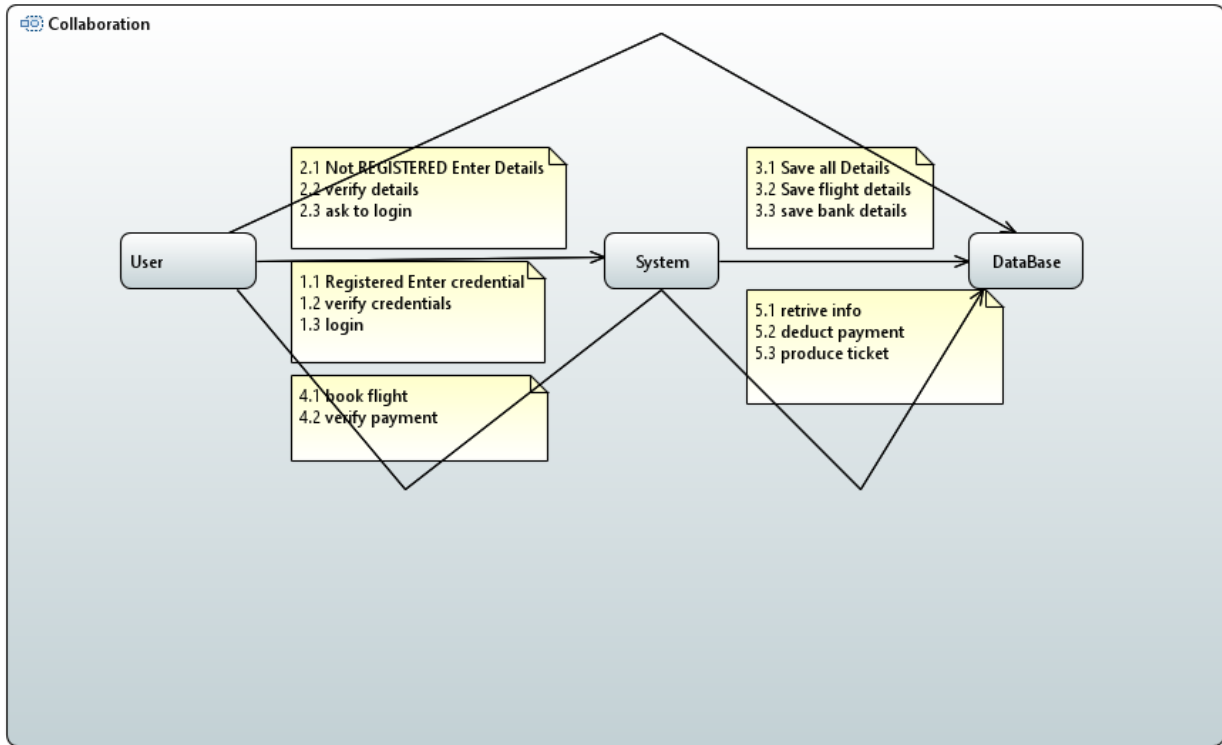 Collaboration
2.1 Not REGISTERED Enter Details
2.2 verify details
2.3 ask to login
3.1 Save all Details
3.2 Save flight details
3.3 save bank details
User
System
DataBase
1.1 Registered Enter credential
1.2 verify credentials
1.3 login
5.1 retrive info
5.2 deduct payment
5.3 produce ticket
4.1 book flight
4.2 verify payment